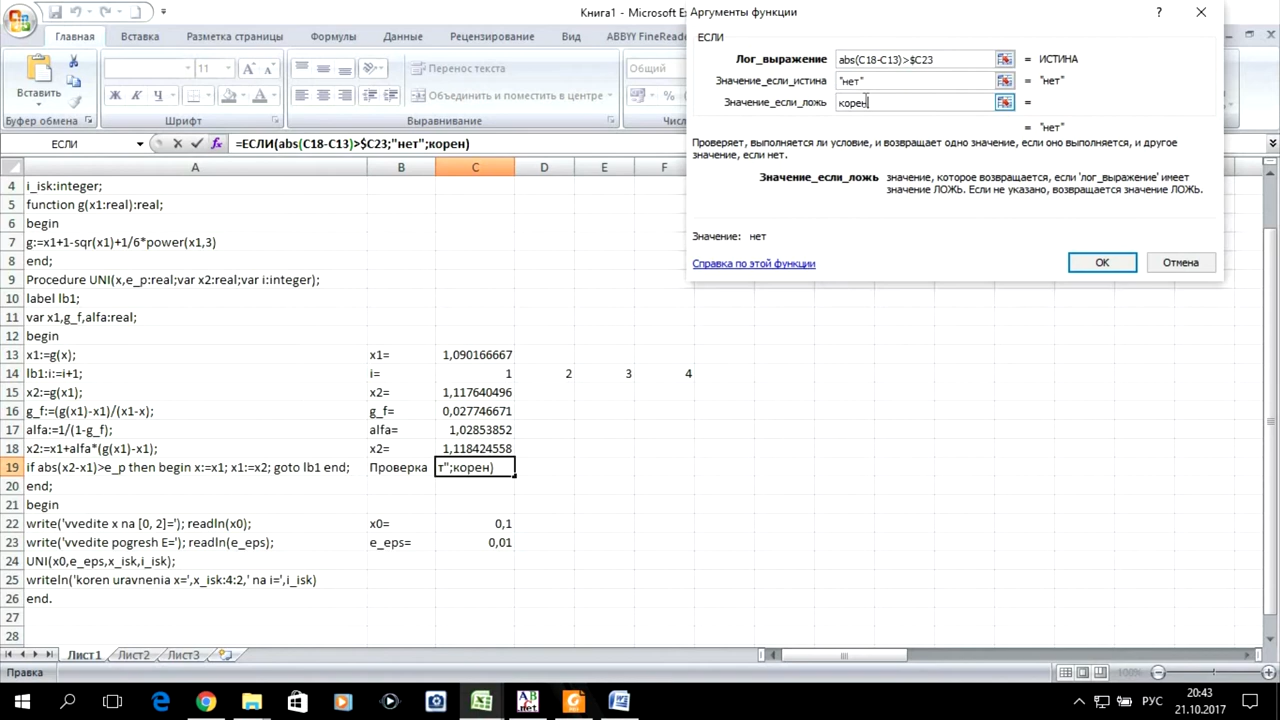 Книга1 - Microsoft Ex
Аргументы функции
?
Главная
Вставка
Разметка страницы
Формулы
Данные
Рецензирование
Вид
ABBYY FineReade
ЕСЛИ
Лог_выражение
abs(C18-C13)>$C23
= ИСТИНА
Значение_если_истина
"нет"
= "нет"
Значение_если_ложь
корен
=
= "нет"
Проверяет, выполняется ли условие, и возвращает одно значение, если оно выполняется, и другое
значение, если нет.
Значение_если_ложь
значение, которое возвращается, если 'лог_выражение' имеет
значение ЛОЖЬ. Если не указано, возвращается значение ЛОЖЬ.
Значение: нет
Справка по этой функции
OK
Отмена
Вставить
11
Перенос текста
Объединить и поместить в центре
Общий
Буфер обмена
Шрифт
Выравнивание
ЕСЛИ
=ЕСЛИ(abs(C18-C13)>$C23;"нет";корен)
A B C D E F
4 i_isk:integer;
5 function g(x1:real):real;
6 begin
7 g:=x1+1-sqr(x1)+1/6*power(x1,3)
8 end;
9 Procedure UNI(x,e_p:real;var x2:real;var i:integer);
10 label lb1;
11 var x1,g_f,alfa:real;
12 begin
13 x1:=g(x); x1= 1,090166667
14 lb1:i:=i+1; i= 1 2 3 4
15 x2:=g(x1); x2= 1,117640496
16 g_f:=(g(x1)-x1)/(x1-x); g_f= 0,027746671
17 alfa:=1/(1-g_f); alfa= 1,02853852
18 x2:=x1+alfa*(g(x1)-x1); x2= 1,118424558
19 if abs(x2-x1)>e_p then begin x:=x1; x1:=x2; goto lb1 end; Проверка т";корен)
20 end;
21 begin
22 write('vvedite x na [0, 2]='); readln(x0); x0= 0,1
23 write('vvedite pogresh E='); readln(e_eps); e_eps= 0,01
24 UNI(x0,e_eps,x_isk,i_isk);
25 writeln('koren uravnenia x=',x_isk:4:2,' na i=',i_isk)
26 end.
27
28
Лист1 Лист2 Лист3
Правка
100%
РУС
20:43
21.10.2017